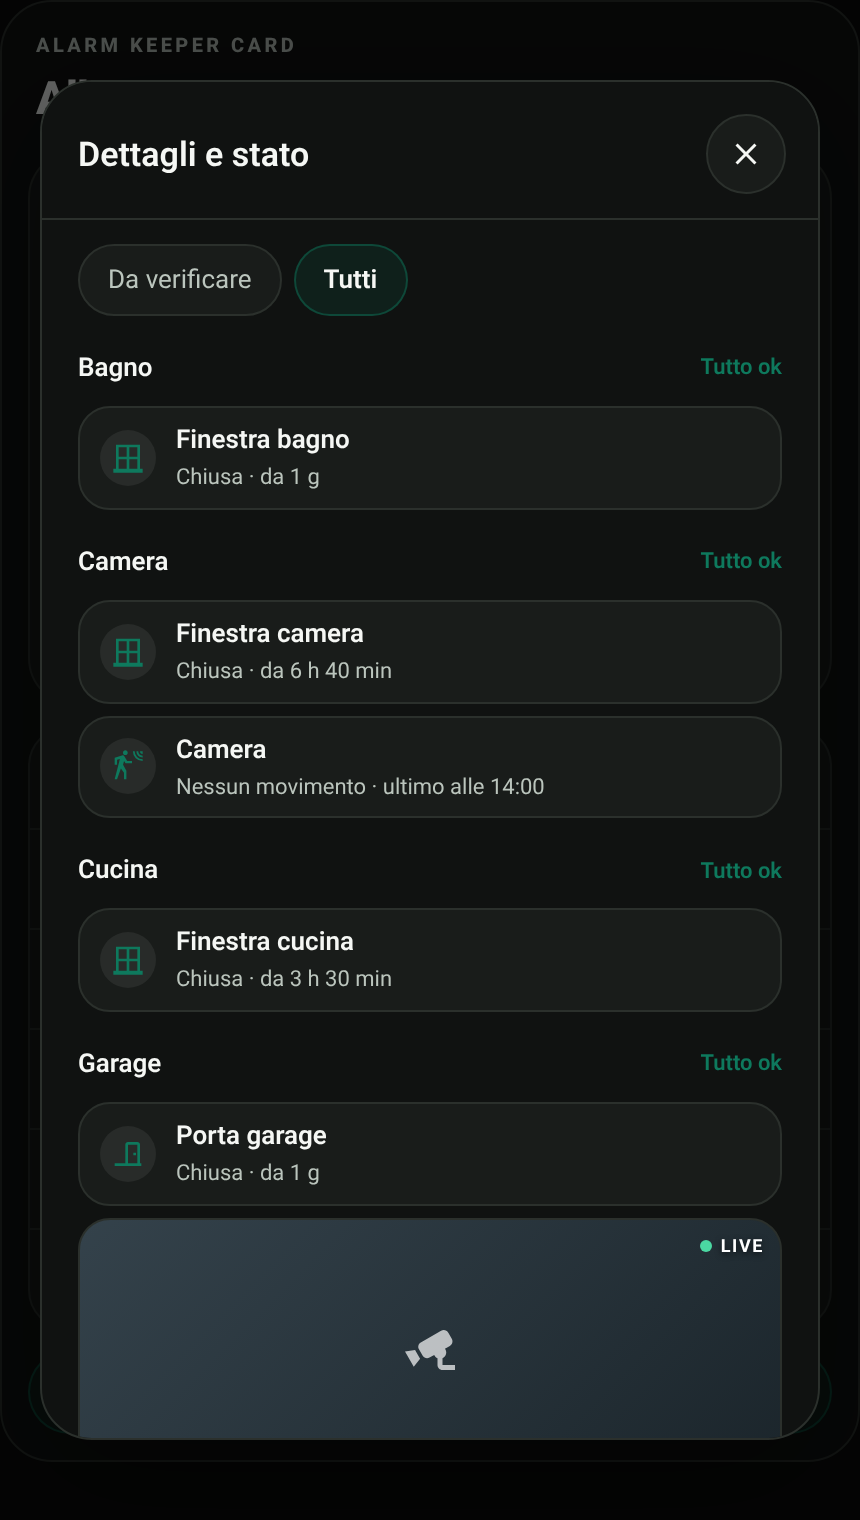 ALARM KEEPER CARD
Dettagli e stato
Da verificare
Tutti
Bagno
Tutto ok
Finestra bagno
Chiusa · da 1 g
Camera
Tutto ok
Finestra camera
Chiusa · da 6 h 40 min
Camera
Nessun movimento · ultimo alle 14:00
Cucina
Tutto ok
Finestra cucina
Chiusa · da 3 h 30 min
Garage
Tutto ok
Porta garage
Chiusa · da 1 g
LIVE